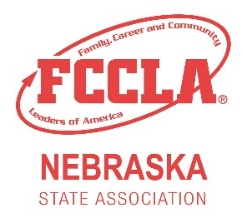 Family, Career and Community
FCCLA®
Leaders of America
NEBRASKA
STATE ASSOCIATION